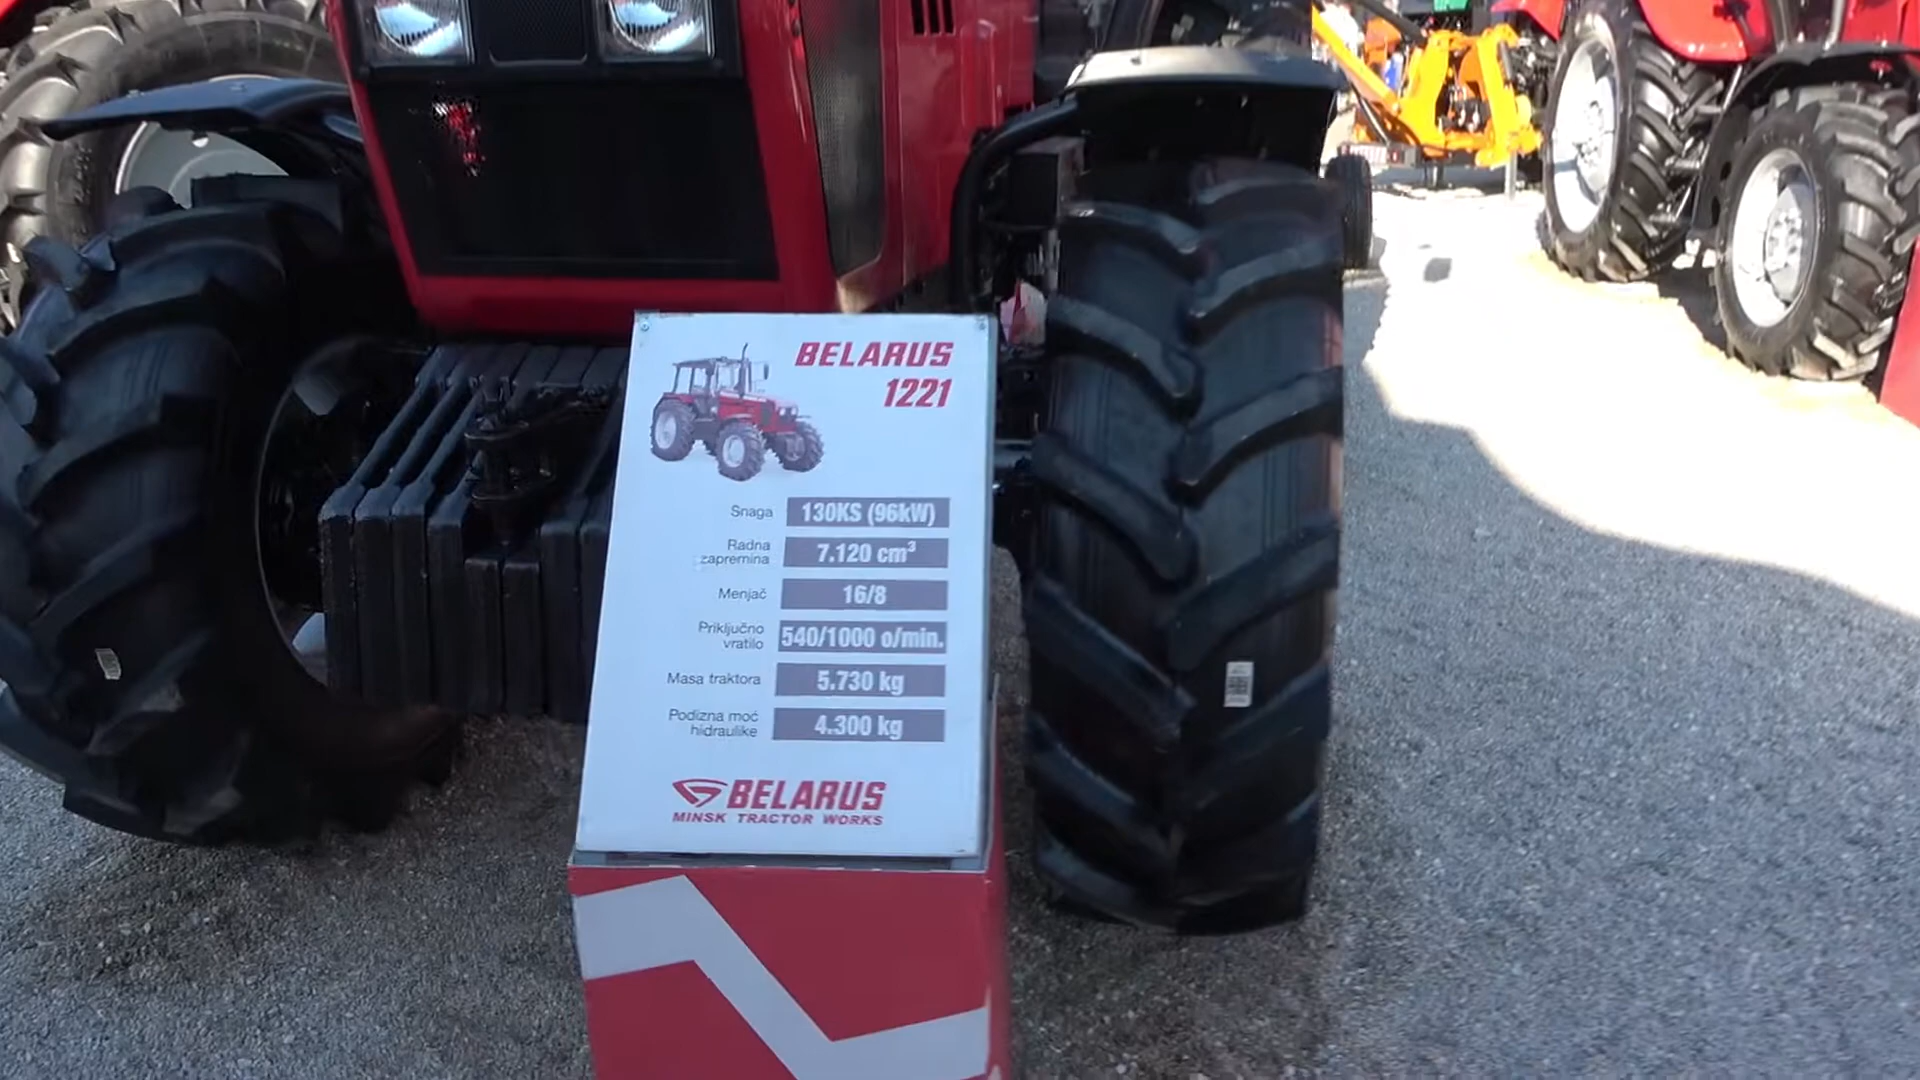 BELARUS
1221
Snaga 130KS (96kW)
Radna
zapremina 7.120 cm³
Menjač 16/8
Priključno
vratilo 540/1000 o/min.
Masa traktora 5.730 kg
Podizna moć
hidraulike 4.300 kg
BELARUS
MINSK TRACTOR WORKS